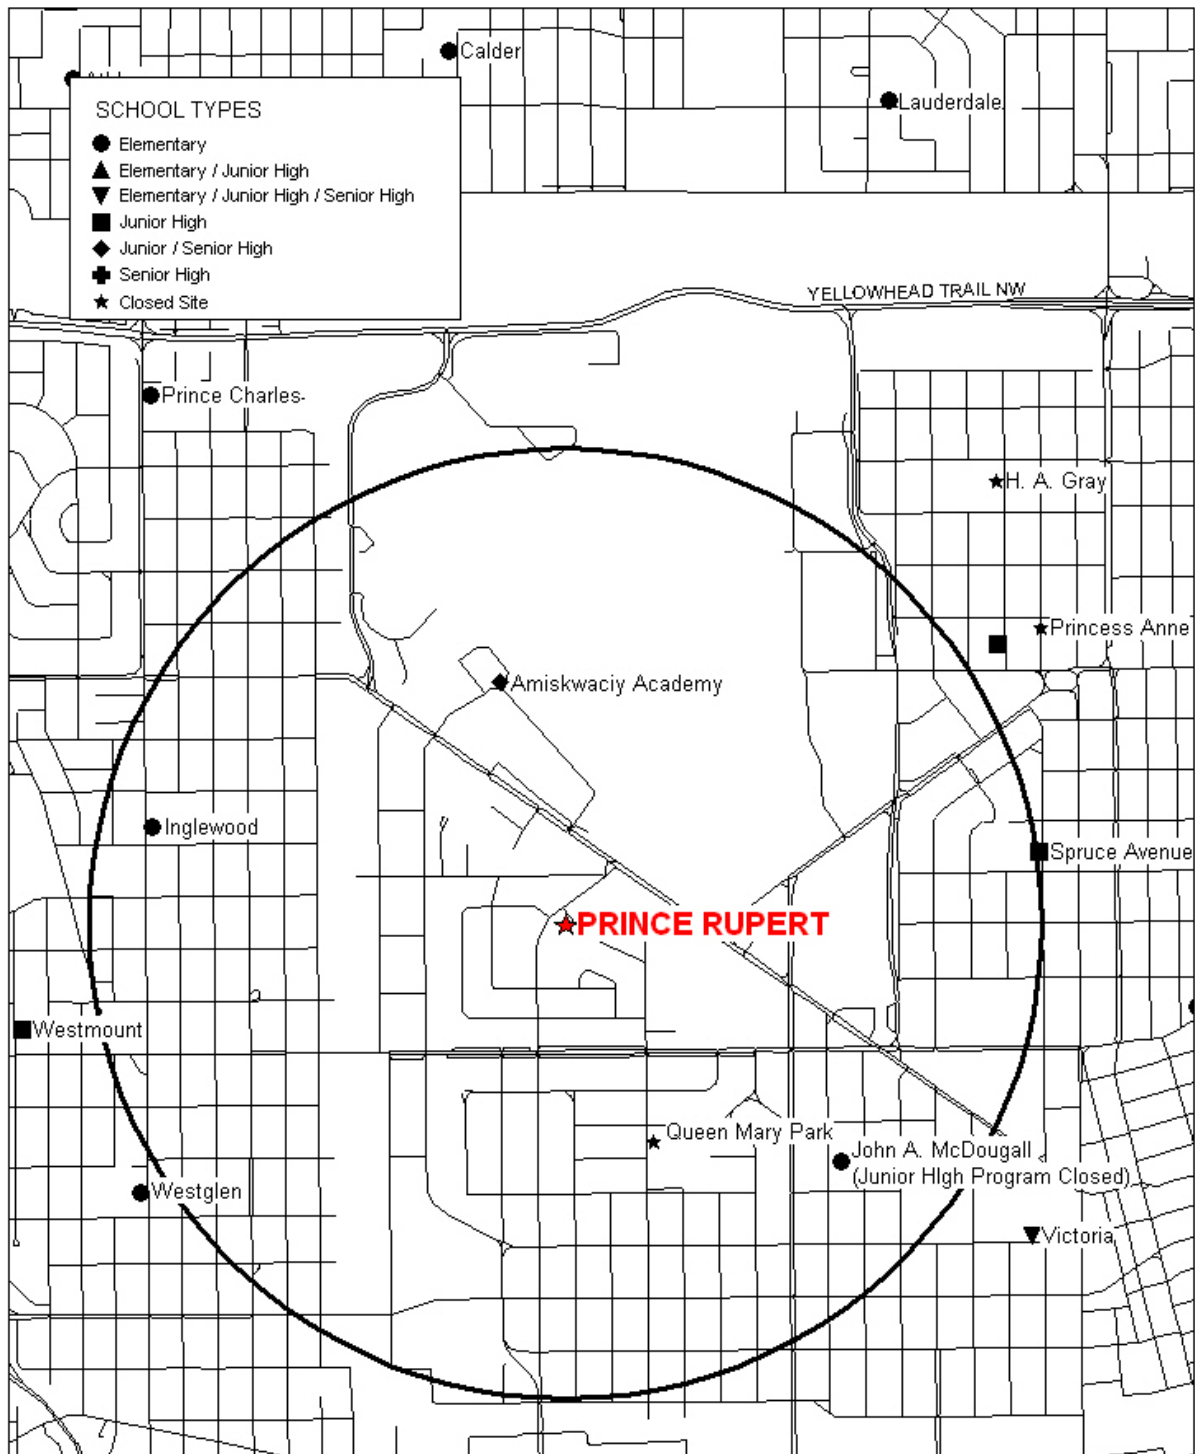 Calder
Lauderdale
SCHOOL TYPES
Elementary
Elementary / Junior High
Elementary / Junior High / Senior High
Junior High
Junior / Senior High
Senior High
Closed Site
YELLOWHEAD TRAIL NW
Prince Charles
H. A. Gray
Princess Anne
Amiskwaciy Academy
Inglewood
Spruce Avenue
PRINCE RUPERT
Westmount
Queen Mary Park
John A. McDougall
(Junior HIgh Program Closed)
Westglen
Victoria